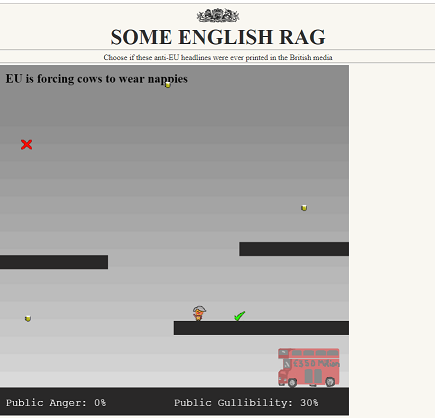 SOME ENGLISH RAG
Choose if these anti-EU headlines were ever printed in the British media
EU is forcing cows to wear nappies
Public Anger: 0%
Public Gullibility: 30%